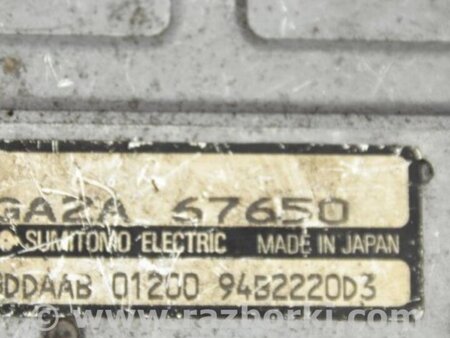 GA2A 67650
SUMITOMO ELECTRIC MADE IN JAPAN
DDAAB 01200 94B2220D3
www.razborki.com